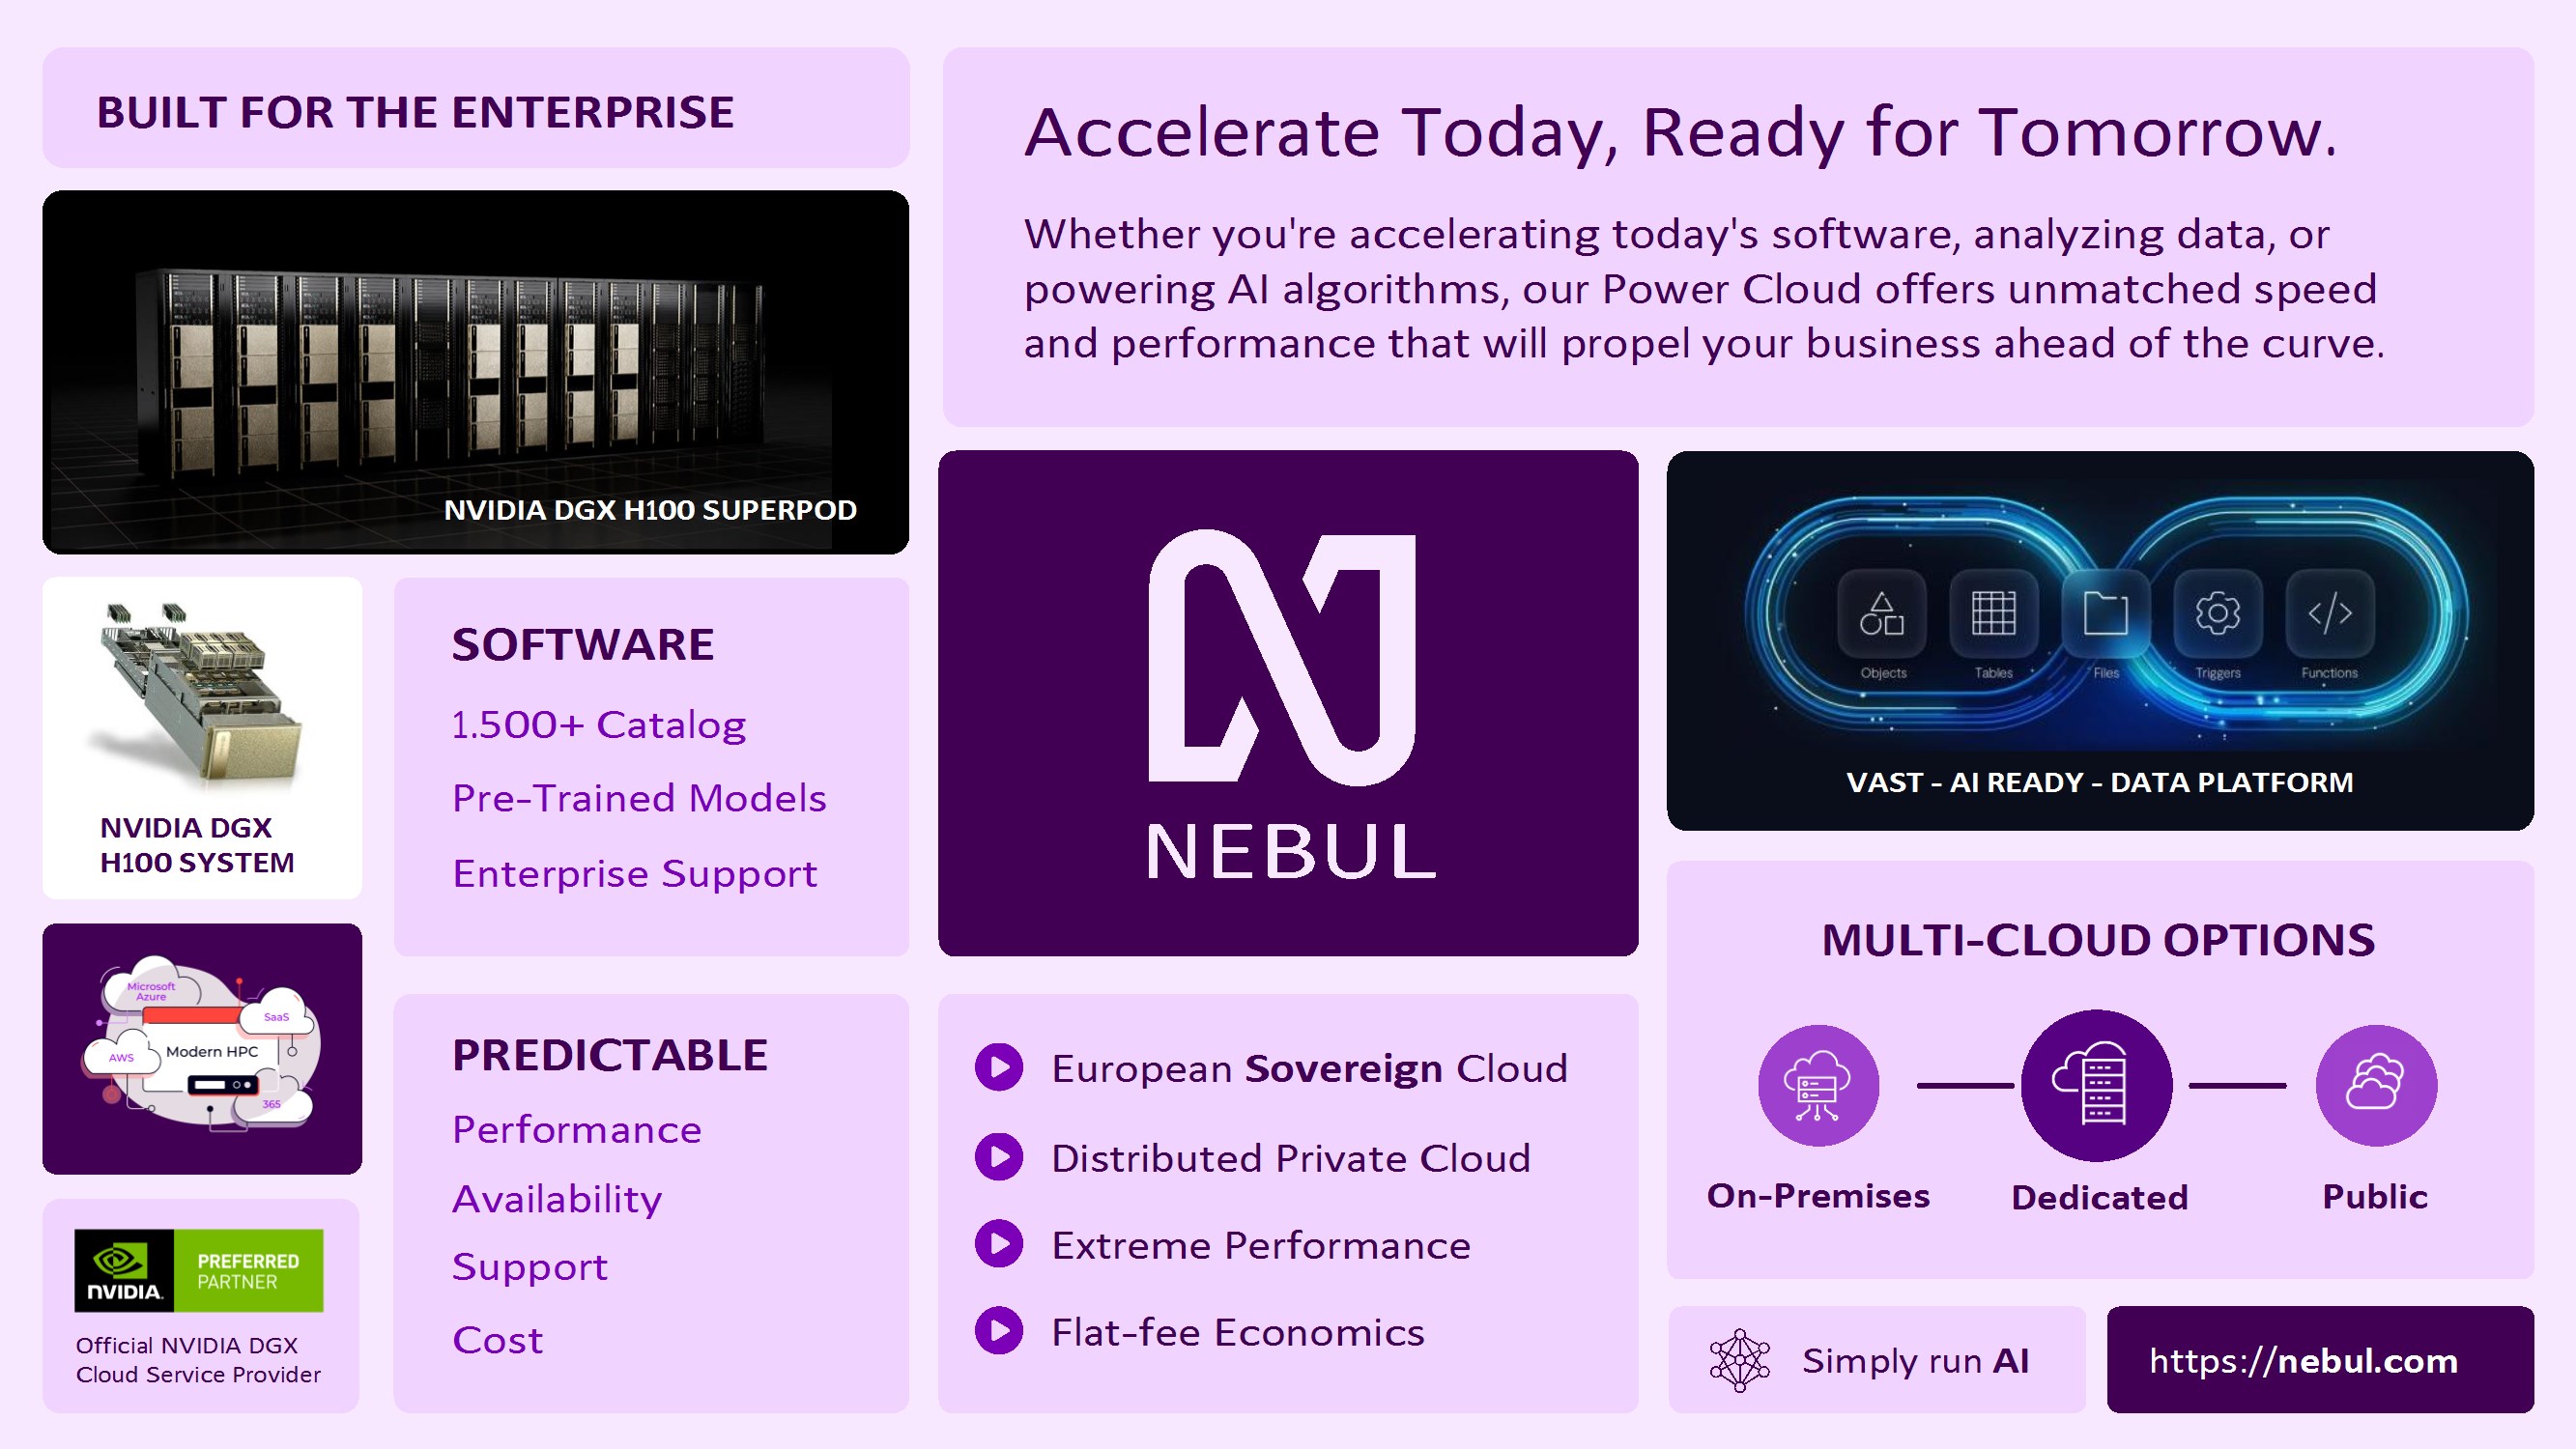 BUILT FOR THE ENTERPRISE
NVIDIA DGX H100 SUPERPOD
NVIDIA DGX
H100 SYSTEM
SOFTWARE
1.500+ Catalog
Pre-Trained Models
Enterprise Support
Microsoft
Azure
SaaS
AWS
Modern HPC
365
NVIDIA.
PREFERRED
PARTNER
Official NVIDIA DGX
Cloud Service Provider
PREDICTABLE
Performance
Availability
Support
Cost
Accelerate Today, Ready for Tomorrow.
Whether you're accelerating today's software, analyzing data, or
powering AI algorithms, our Power Cloud offers unmatched speed
and performance that will propel your business ahead of the curve.
NEBUL
European Sovereign Cloud
Distributed Private Cloud
Extreme Performance
Flat-fee Economics
Objects
Tables
Files
Triggers
Functions
VAST - AI READY - DATA PLATFORM
MULTI-CLOUD OPTIONS
On-Premises
Dedicated
Public
Simply run AI
https://nebul.com